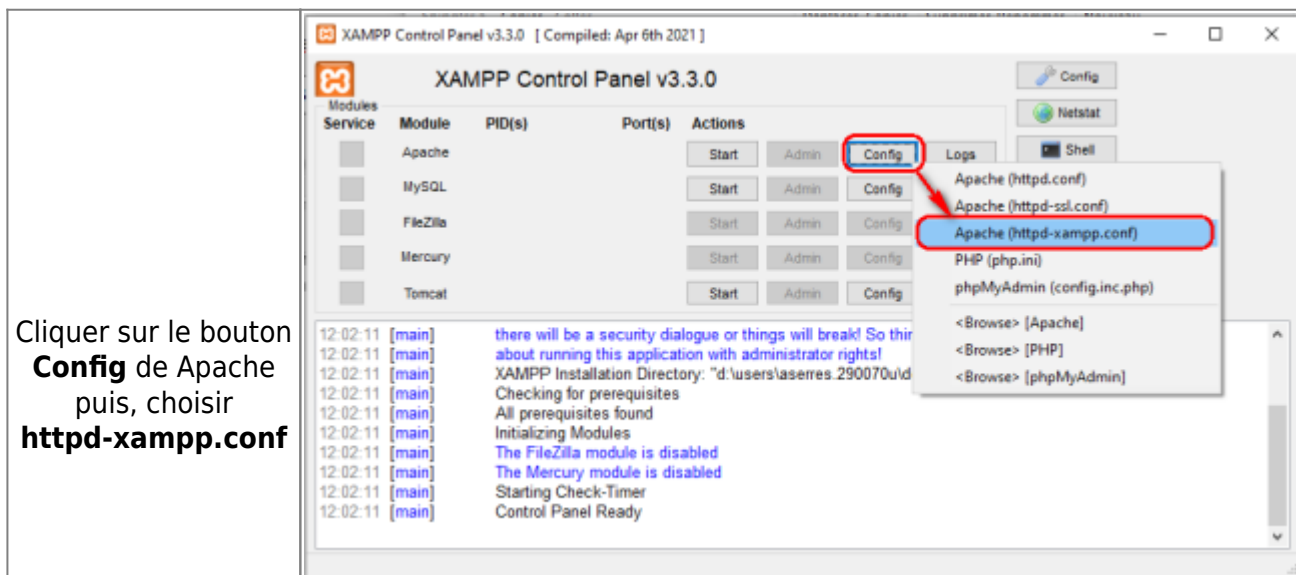 Cliquer sur le bouton
Config de Apache
puis, choisir
httpd-xampp.conf
XAMPP Control Panel v3.3.0 [ Compiled: Apr 6th 2021 ]
XAMPP Control Panel v3.3.0
Config
Netstat
Shell
Modules
Service Module PID(s) Port(s) Actions
Apache Start Admin Config Logs
MySQL Start Admin Config
FileZilla Start Admin Config
Mercury Start Admin Config
Tomcat Start Admin Config
Apache (httpd.conf)
Apache (httpd-ssl.conf)
Apache (httpd-xampp.conf)
PHP (php.ini)
phpMyAdmin (config.inc.php)
<Browse> [Apache]
<Browse> [PHP]
<Browse> [phpMyAdmin]
12:02:11 [main] there will be a security dialogue or things will break! So
12:02:11 [main] about running this application with administrator rights!
12:02:11 [main] XAMPP Installation Directory: "d:\users\aserres.290070u\d
12:02:11 [main] Checking for prerequisites
12:02:11 [main] All prerequisites found
12:02:11 [main] Initializing Modules
12:02:11 [main] The FileZilla module is disabled
12:02:11 [main] The Mercury module is disabled
12:02:11 [main] Starting Check-Timer
12:02:11 [main] Control Panel Ready